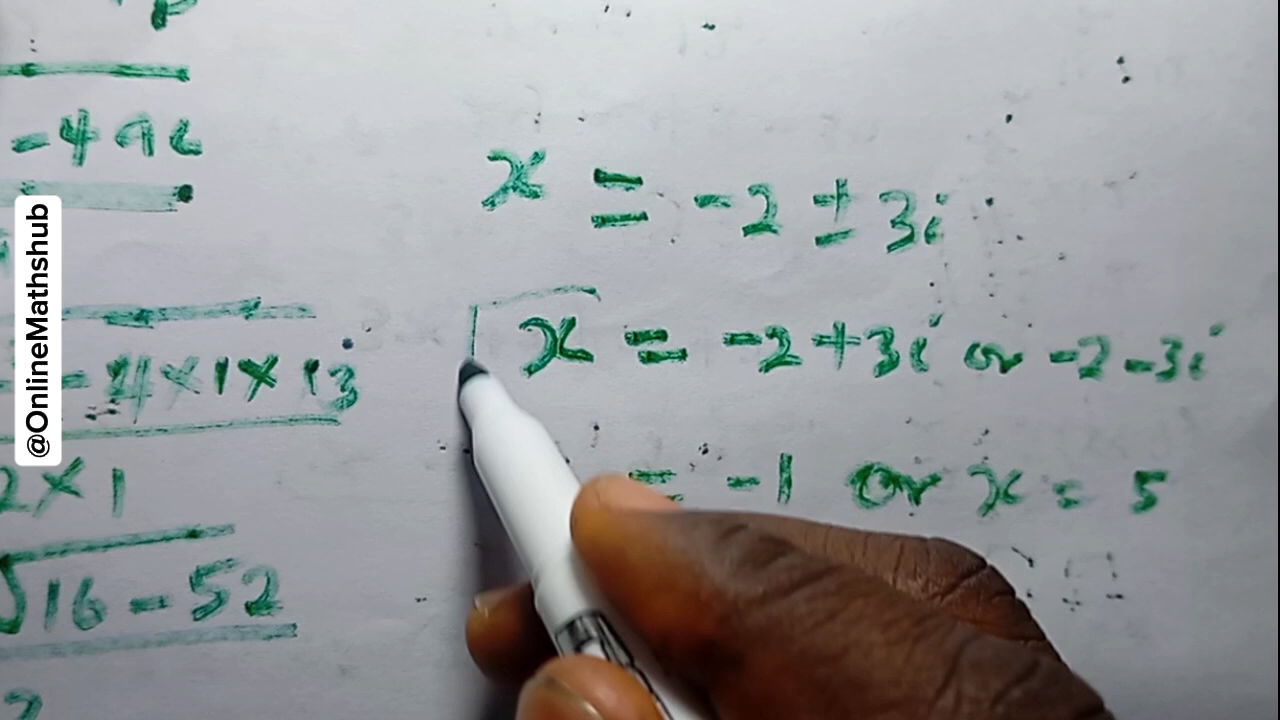 - 4ac
- 4 × 1 × 13
2 × 1
√16 - 52
2
x = -2 ± 3i
x = -2 + 3i or -2 - 3i
= -1 or x = 5
@OnlineMathshub